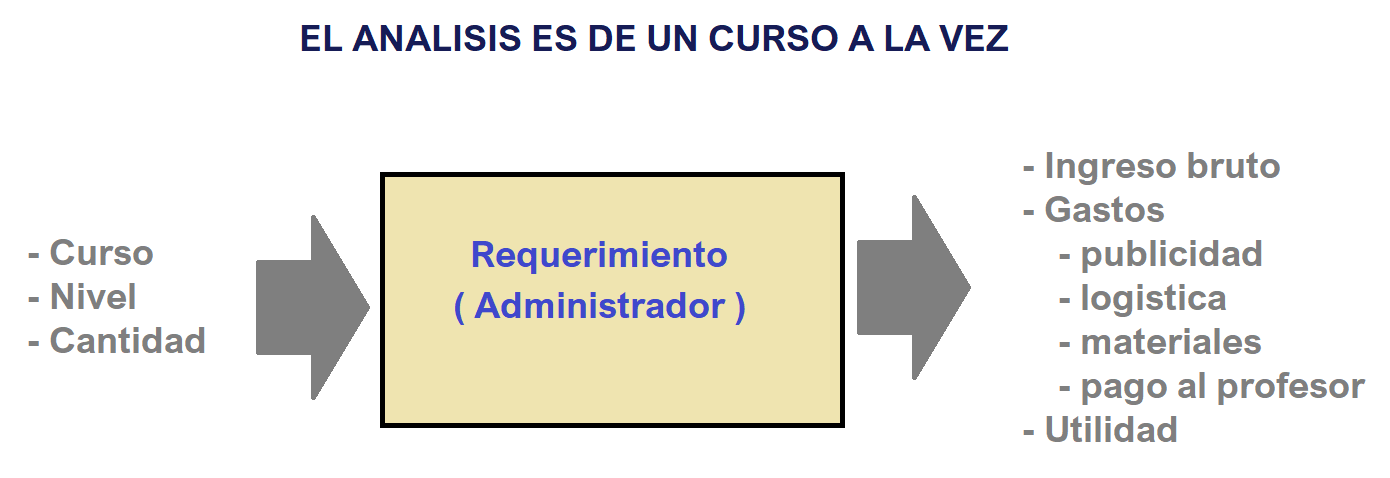 EL ANALISIS ES DE UN CURSO A LA VEZ
- Curso
- Nivel
- Cantidad
Requerimiento
( Administrador )
- Ingreso bruto
- Gastos
- publicidad
- logistica
- materiales
- pago al profesor
- Utilidad